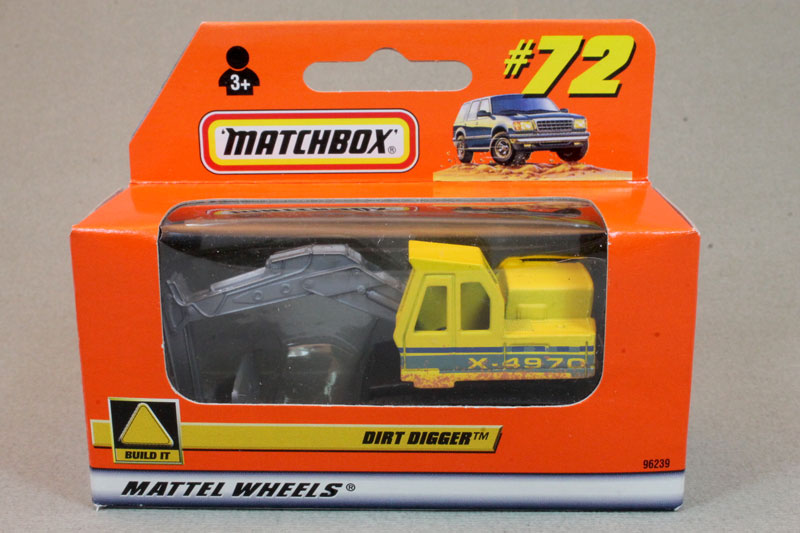 #72
3+
'MATCHBOX'®
X-4970
DIRT DIGGER™
BUILD IT
96239
MATTEL WHEELS®